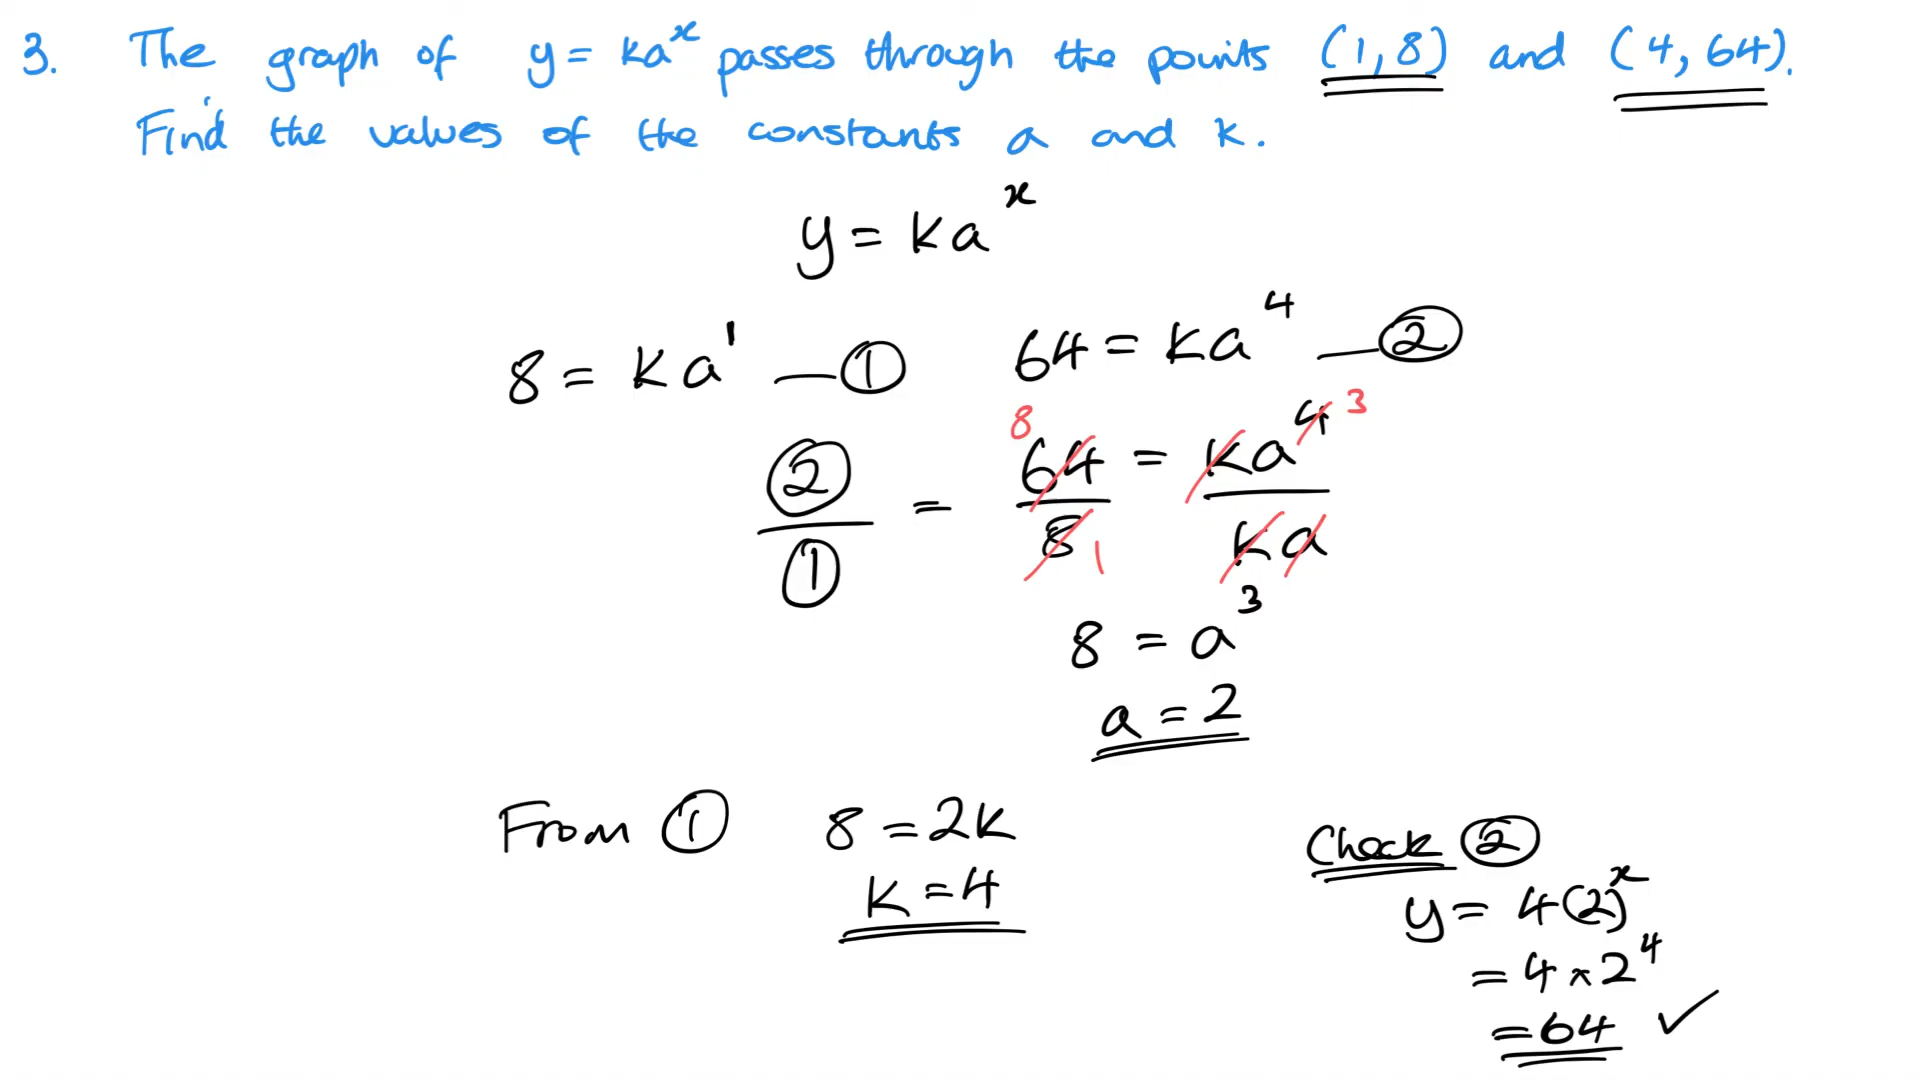 3. The graph of y = ka^x passes through the points (1,8) and (4,64).
Find the values of the constants a and k.
y = ka^x
8 = ka^1 — ①
64 = ka^4 — ②
②/① = 64/8 = ka^4/ka
8 3
1
8 = a^3
a = 2
From ① 8 = 2k
k = 4
Check ②
y = 4(2)^x
= 4 × 2^4
= 64 ✓